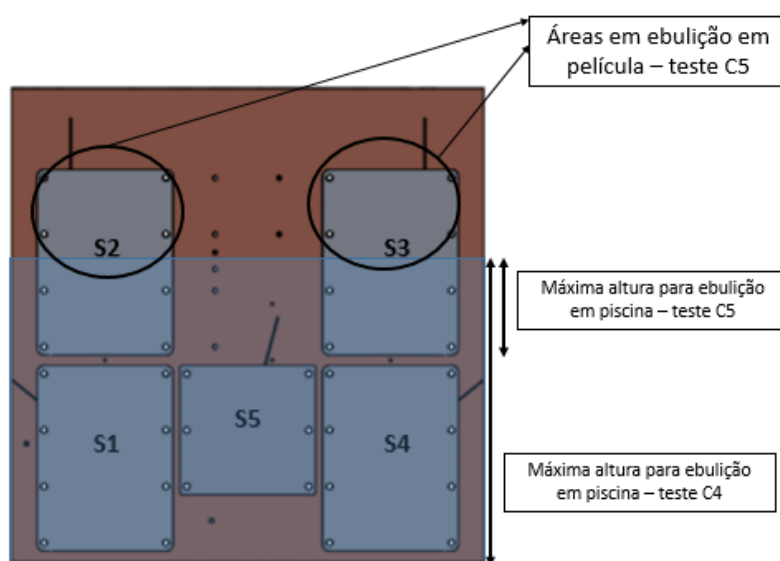 Áreas em ebulição em
película – teste C5
S2
S3
Máxima altura para ebulição
em piscina – teste C5
S1
S5
S4
Máxima altura para ebulição
em piscina – teste C4